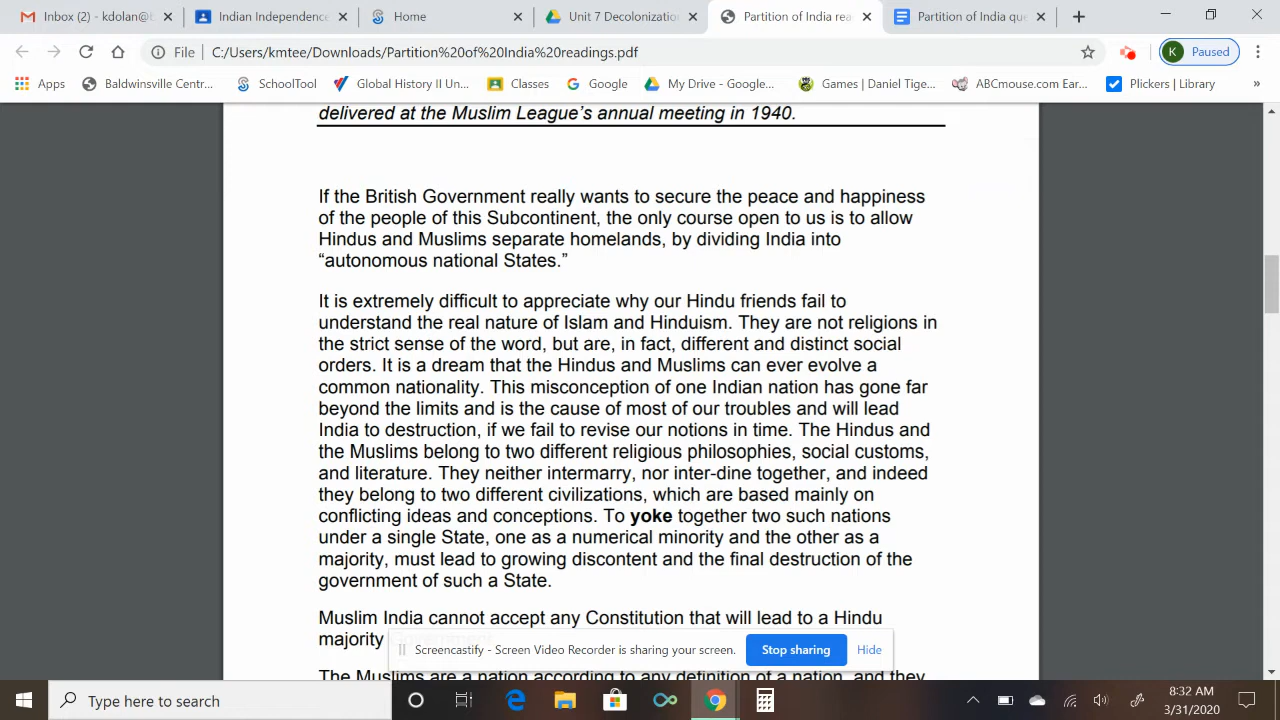 Inbox (2) - kdolan@
Indian Independence
Home
Unit 7 Decolonizatio
Partition of India rea
Partition of India que
File
C:/Users/kmtee/Downloads/Partition%20of%20India%20readings.pdf
K
Paused
Apps
Baldwinsville Centr...
SchoolTool
Global History II Un...
Classes
Google
My Drive - Google...
Games | Daniel Tige...
ABCmouse.com Ear...
Plickers | Library
»
delivered at the Muslim League's annual meeting in 1940.
If the British Government really wants to secure the peace and happiness
of the people of this Subcontinent, the only course open to us is to allow
Hindus and Muslims separate homelands, by dividing India into
“autonomous national States.”
It is extremely difficult to appreciate why our Hindu friends fail to
understand the real nature of Islam and Hinduism. They are not religions in
the strict sense of the word, but are, in fact, different and distinct social
orders. It is a dream that the Hindus and Muslims can ever evolve a
common nationality. This misconception of one Indian nation has gone far
beyond the limits and is the cause of most of our troubles and will lead
India to destruction, if we fail to revise our notions in time. The Hindus and
the Muslims belong to two different religious philosophies, social customs,
and literature. They neither intermarry, nor inter-dine together, and indeed
they belong to two different civilizations, which are based mainly on
conflicting ideas and conceptions. To yoke together two such nations
under a single State, one as a numerical minority and the other as a
majority, must lead to growing discontent and the final destruction of the
government of such a State.
Muslim India cannot accept any Constitution that will lead to a Hindu
majority
Screencastify - Screen Video Recorder is sharing your screen.
Stop sharing
Hide
The Muslims are a nation according to any definition of a nation, and they
Type here to search
8:32 AM
3/31/2020